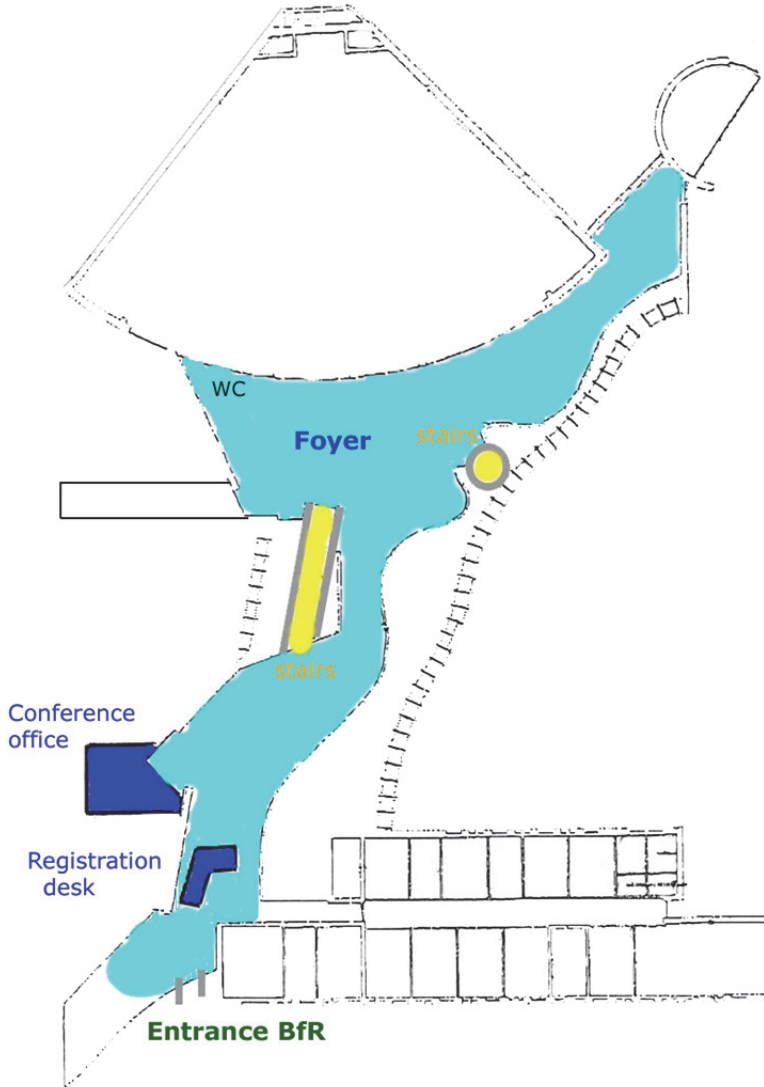 WC
Foyer
stairs
stairs
Conference
office
Registration
desk
Entrance BfR